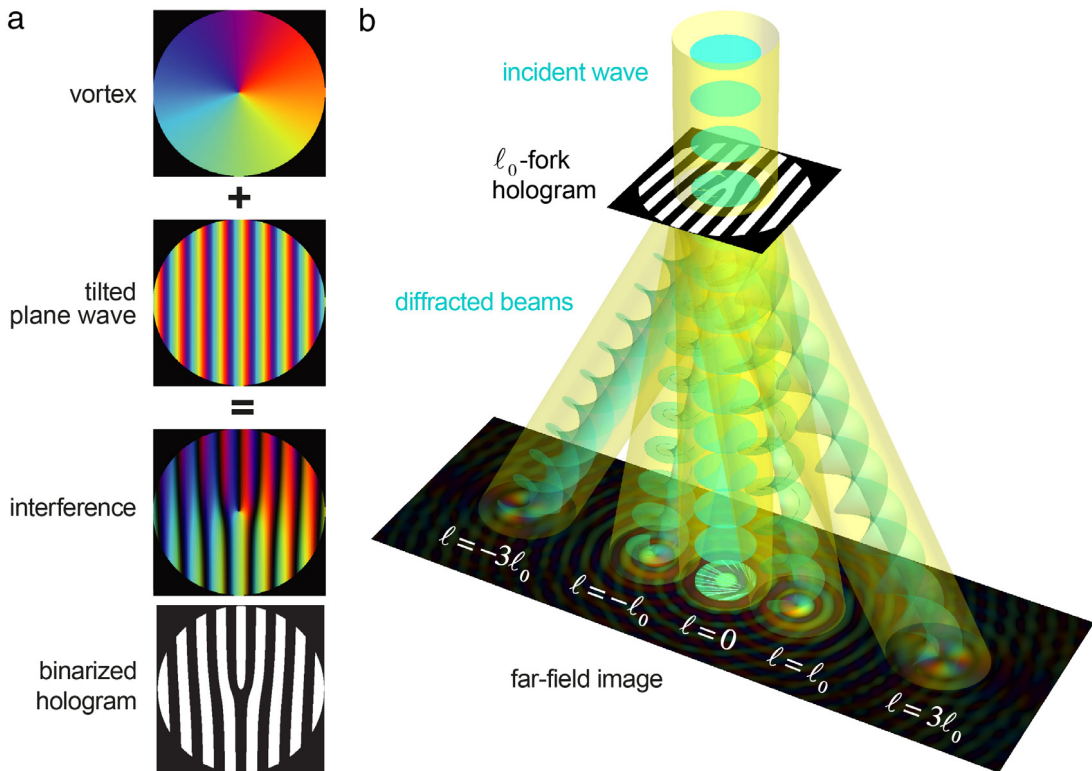 a
vortex
+
tilted
plane wave
=
interference
binarized
hologram
b
incident wave
ℓ₀-fork
hologram
diffracted beams
ℓ=−3ℓ₀
ℓ=−ℓ₀
ℓ=0
ℓ=ℓ₀
ℓ=3ℓ₀
far-field image